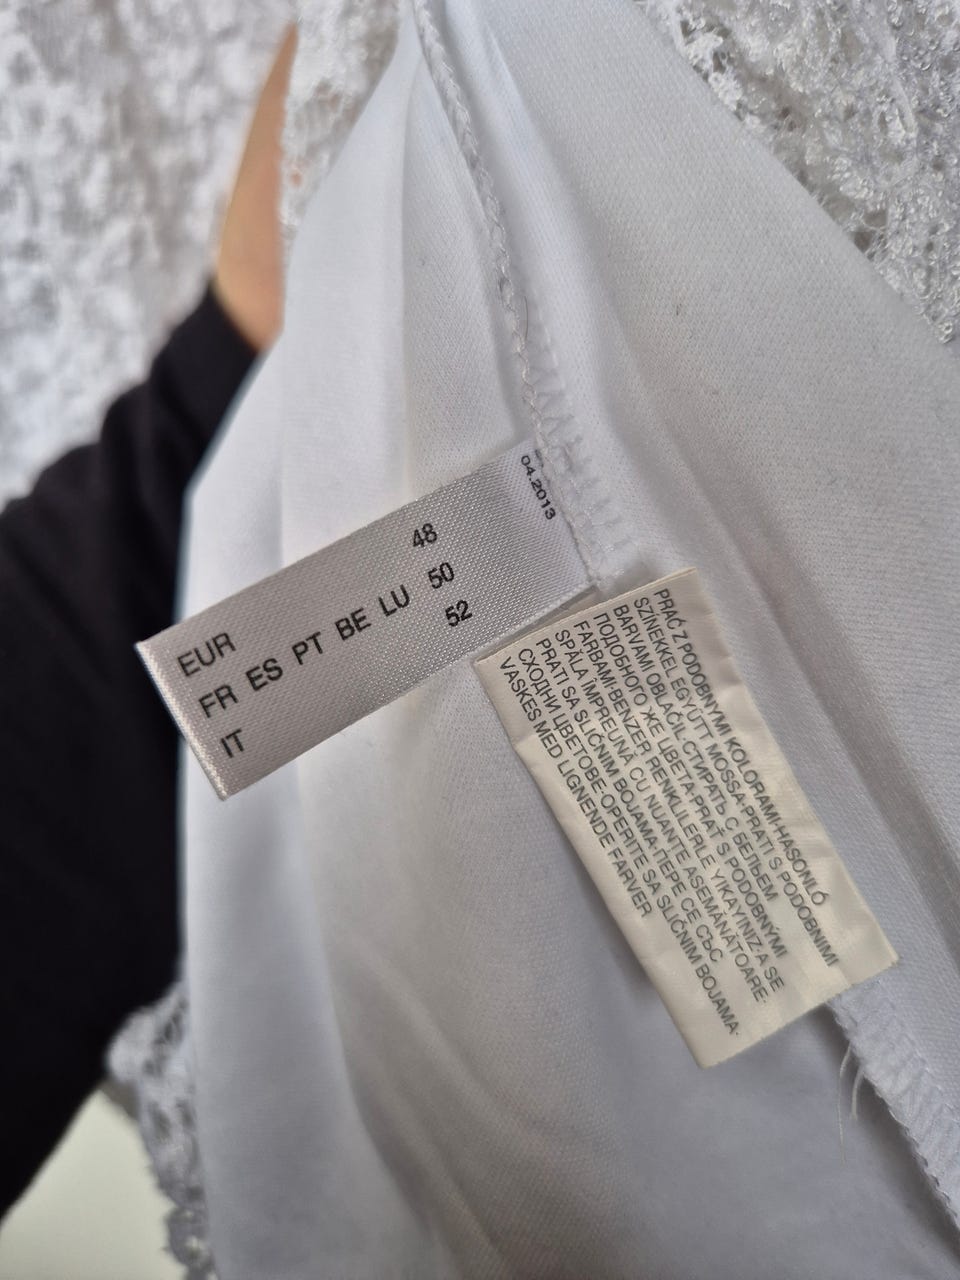 04.2013
EUR 48
FR ES PT BE LU 50
IT 52
PRAĆ Z PODOBNYMI KOLORAMI·HASONLÓ
SZÍNEKKEL EGYÜTT MOSSA·PRATI S PODOBNIMI
BARVAMI OBLAČIL·СТИРАТЬ С БЕЛЬЕМ
ПОДОБНОГО ЖЕ ЦВЕТА·PRAŤ S PODOBNÝMI
FARBAMI·BENZER RENKLILERLE YIKAYINIZ·A SE
SPĂLA ÎMPREUNĂ CU NUANŢE ASEMĂNĂTOARE·
PRATI SA SLIČNIM BOJAMA·ПЕРЕ СЕ СЪС
СХОДНИ ЦВЕТОВЕ·OPERITE SA SLIČNIM BOJAMA·
VASKES MED LIGNENDE FARVER